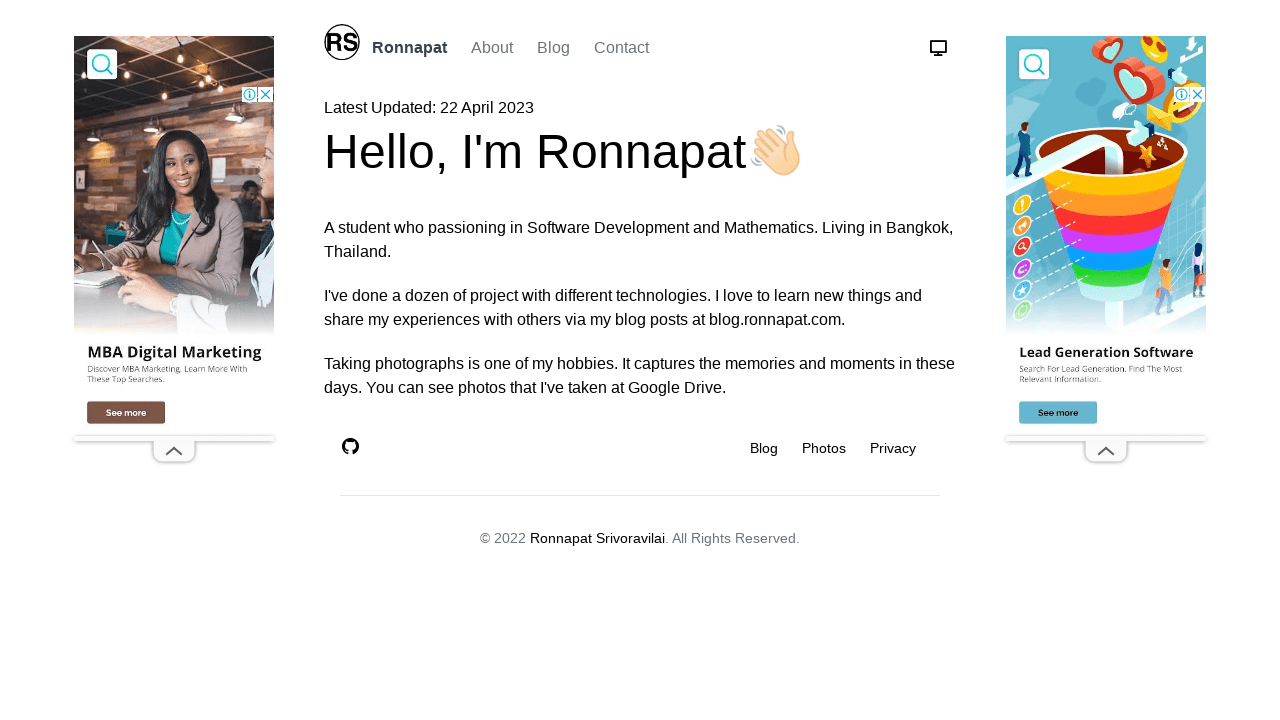 RS
Ronnapat About Blog Contact
Latest Updated: 22 April 2023
Hello, I'm Ronnapat
A student who passioning in Software Development and Mathematics. Living in Bangkok,
Thailand.
I've done a dozen of project with different technologies. I love to learn new things and
share my experiences with others via my blog posts at blog.ronnapat.com.
Taking photographs is one of my hobbies. It captures the memories and moments in these
days. You can see photos that I've taken at Google Drive.
Blog Photos Privacy
© 2022 Ronnapat Srivoravilai. All Rights Reserved.
MBA Digital Marketing
Discover MBA Marketing. Learn More With
These Top Searches.
See more
Lead Generation Software
Search For Lead Generation. Find The Most
Relevant Information.
See more